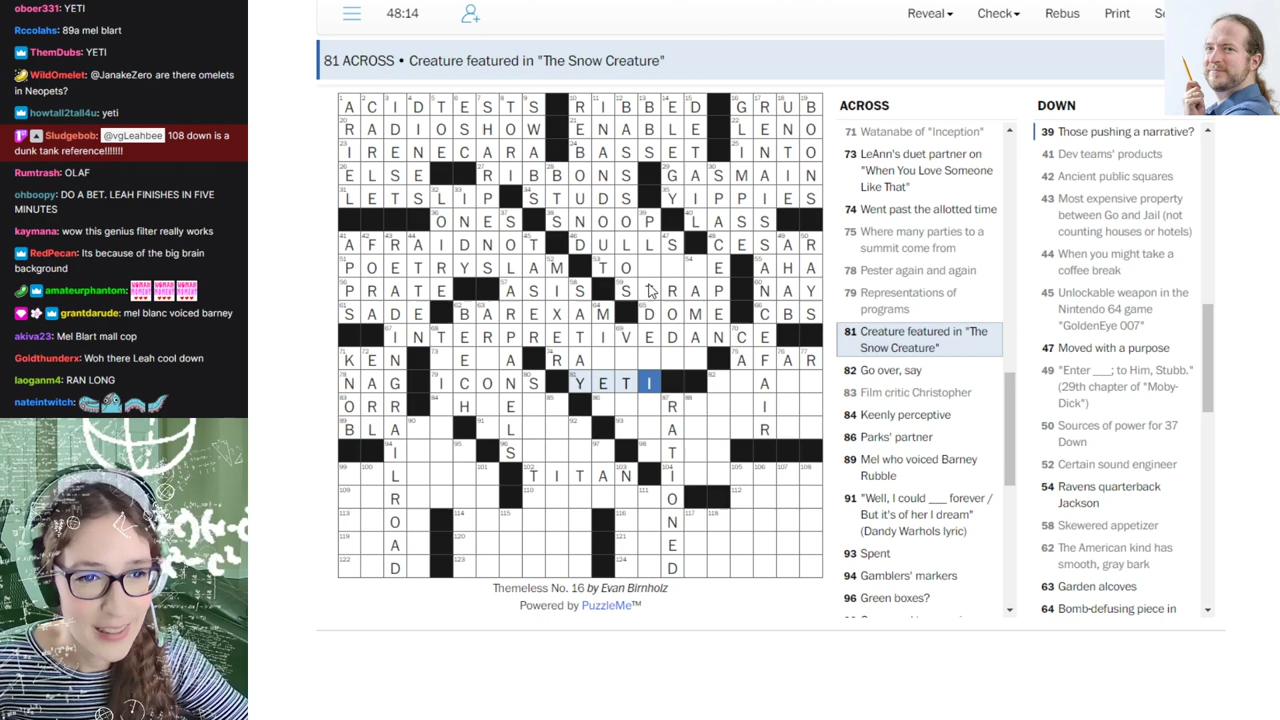 oboer331: YETI
Rccolahs: 89a mel blart
ThemDubs: YETI
WildOmelet: @JanakeZero are there omelets
in Neopets?
howtall2tall4u: yeti
Sludgebob: @vgLeahbee 108 down is a
dunk tank reference!!!!!!!
Rumtrash: OLAF
ohboopy: DO A BET. LEAH FINISHES IN FIVE
MINUTES
kaymana: wow this genius filter really works
RedPecan: Its because of the big brain
background
amateurphantom:
grantdarude: mel blanc voiced barney
akiva23: Mel Blart mall cop
Goldthunderx: Woh there Leah cool down
laoganm4: RAN LONG
nateintwitch:
48:14
Reveal
Check
Rebus
Print
81 ACROSS • Creature featured in "The Snow Creature"
A C I D T E S T S R I B B E D G R U B
R A D I O S H O W E N A B L E L E N O
I R E N E C A R A B A S S E T I N T O
E L S E R I B B O N S G A S M A I N
L E T S L I P S T U D S Y I P P I E S
O N E S S N O O P L A S S
A F R A I D N O T D U L L S C E S A R
P O E T R Y S L A M T O E A H A
P R A T E A S I S S T R A P N A Y
S A D E B A R E X A M D O M E C B S
I N T E R P R E T I V E D A N C E
K E N E A R A A F A R
N A G I C O N S Y E T I A
O R R H E R I
B L A L A R
I S T
L T I T A N I
R O
O N
A E
D D
Themeless No. 16 by Evan Birnholz
Powered by PuzzleMe™
ACROSS
71 Watanabe of "Inception"
73 LeAnn's duet partner on
"When You Love Someone
Like That"
74 Went past the allotted time
75 Where many parties to a
summit come from
78 Pester again and again
79 Representations of
programs
81 Creature featured in "The
Snow Creature"
82 Go over, say
83 Film critic Christopher
84 Keenly perceptive
86 Parks' partner
89 Mel who voiced Barney
Rubble
91 "Well, I could ___ forever /
But it's of her I dream"
(Dandy Warhols lyric)
93 Spent
94 Gamblers' markers
96 Green boxes?
DOWN
39 Those pushing a narrative?
41 Dev teams' products
42 Ancient public squares
43 Most expensive property
between Go and Jail (not
counting houses or hotels)
44 When you might take a
coffee break
45 Unlockable weapon in the
Nintendo 64 game
"GoldenEye 007"
47 Moved with a purpose
49 "Enter ___; to Him, Stubb."
(29th chapter of "Moby-
Dick")
50 Sources of power for 37
Down
52 Certain sound engineer
54 Ravens quarterback
Jackson
58 Skewered appetizer
62 The American kind has
smooth, gray bark
63 Garden alcoves
64 Bomb-defusing piece in